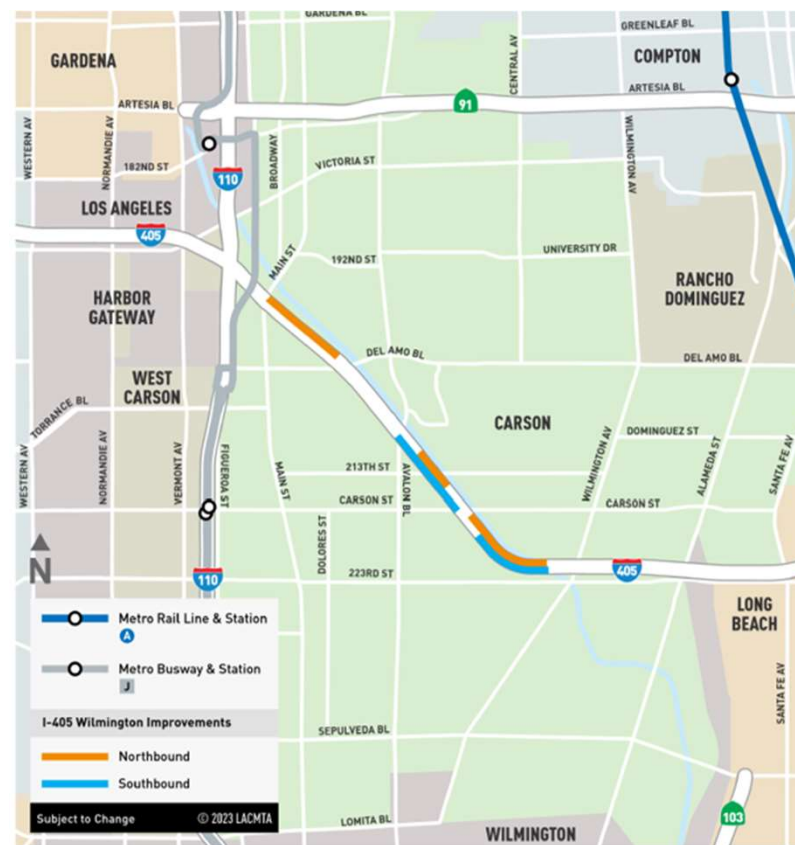 GARDENA BL
GREENLEAF BL
GARDENA
COMPTON
CENTRAL AV
ARTESIA BL
91
ARTESIA BL
WESTERN AV
NORMANDIE AV
182ND ST
110
BROADWAY
VICTORIA ST
WILMINGTON AV
LOS ANGELES
405
MAIN ST
192ND ST
UNIVERSITY DR
HARBOR
GATEWAY
RANCHO
DOMINGUEZ
DEL AMO BL
DEL AMO BL
WEST
CARSON
TORRANCE BL
CARSON
DOMINGUEZ ST
WESTERN AV
NORMANDIE AV
VERMONT AV
FIGUEROA ST
MAIN ST
213TH ST
AVALON BL
WILMINGTON AV
ALAMEDA ST
SANTA FE AV
CARSON ST
CARSON ST
DOLORES ST
N
110
223RD ST
405
LONG
BEACH
Metro Rail Line & Station
A
Metro Busway & Station
J
SANTA FE AV
I-405 Wilmington Improvements
SEPULVEDA BL
Northbound
Southbound
Subject to Change © 2023 LACMTA
LOMITA BL
WILMINGTON
103